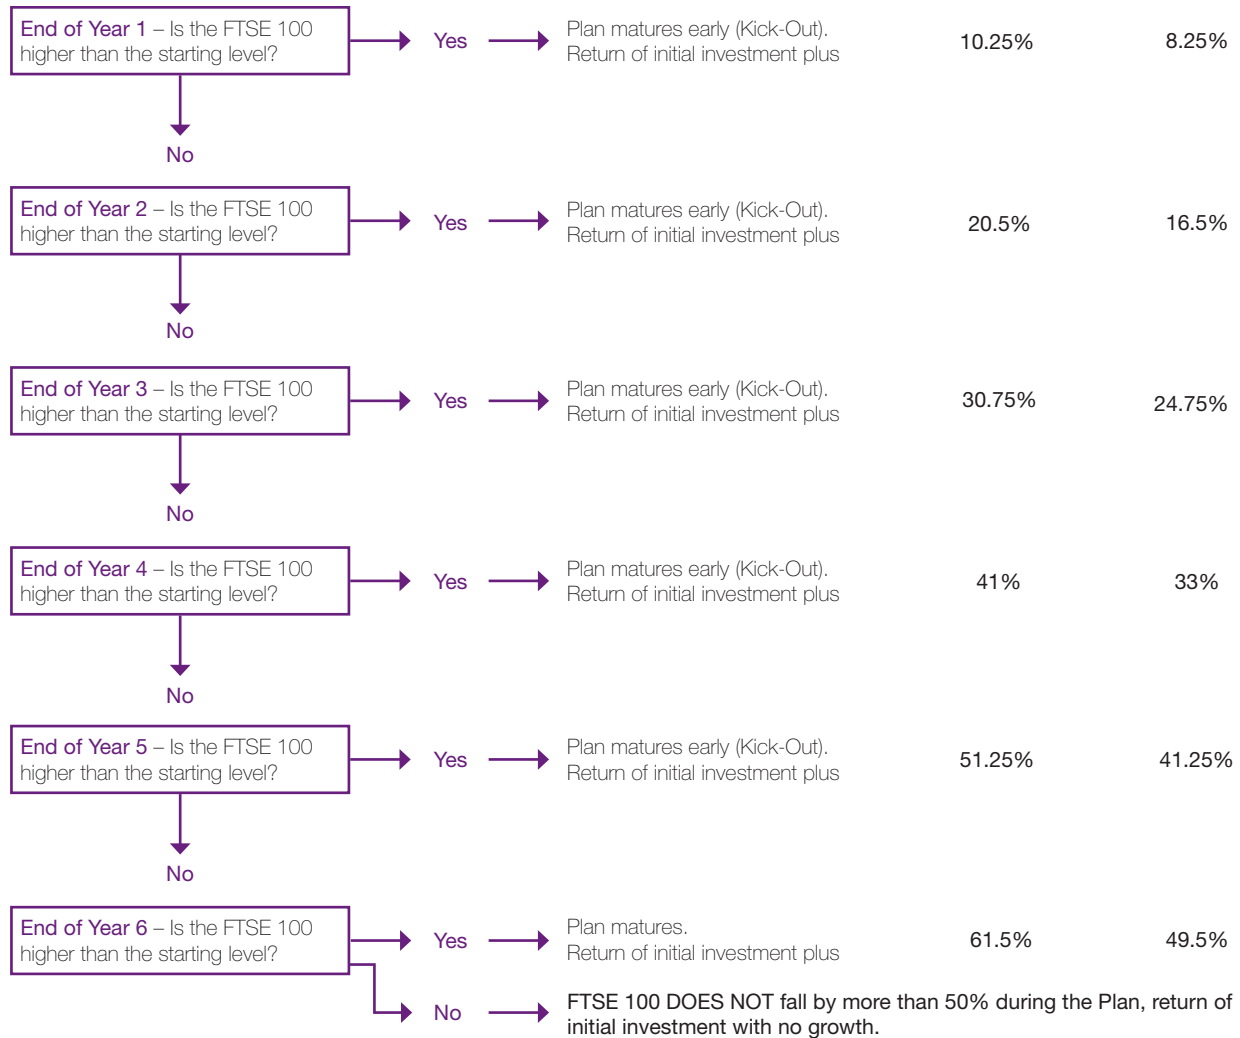 End of Year 1 – Is the FTSE 100
higher than the starting level?
Yes
Plan matures early (Kick-Out).
Return of initial investment plus
10.25%
8.25%
No
End of Year 2 – Is the FTSE 100
higher than the starting level?
Yes
Plan matures early (Kick-Out).
Return of initial investment plus
20.5%
16.5%
No
End of Year 3 – Is the FTSE 100
higher than the starting level?
Yes
Plan matures early (Kick-Out).
Return of initial investment plus
30.75%
24.75%
No
End of Year 4 – Is the FTSE 100
higher than the starting level?
Yes
Plan matures early (Kick-Out).
Return of initial investment plus
41%
33%
No
End of Year 5 – Is the FTSE 100
higher than the starting level?
Yes
Plan matures early (Kick-Out).
Return of initial investment plus
51.25%
41.25%
No
End of Year 6 – Is the FTSE 100
higher than the starting level?
Yes
Plan matures.
Return of initial investment plus
61.5%
49.5%
No
FTSE 100 DOES NOT fall by more than 50% during the Plan, return of
initial investment with no growth.